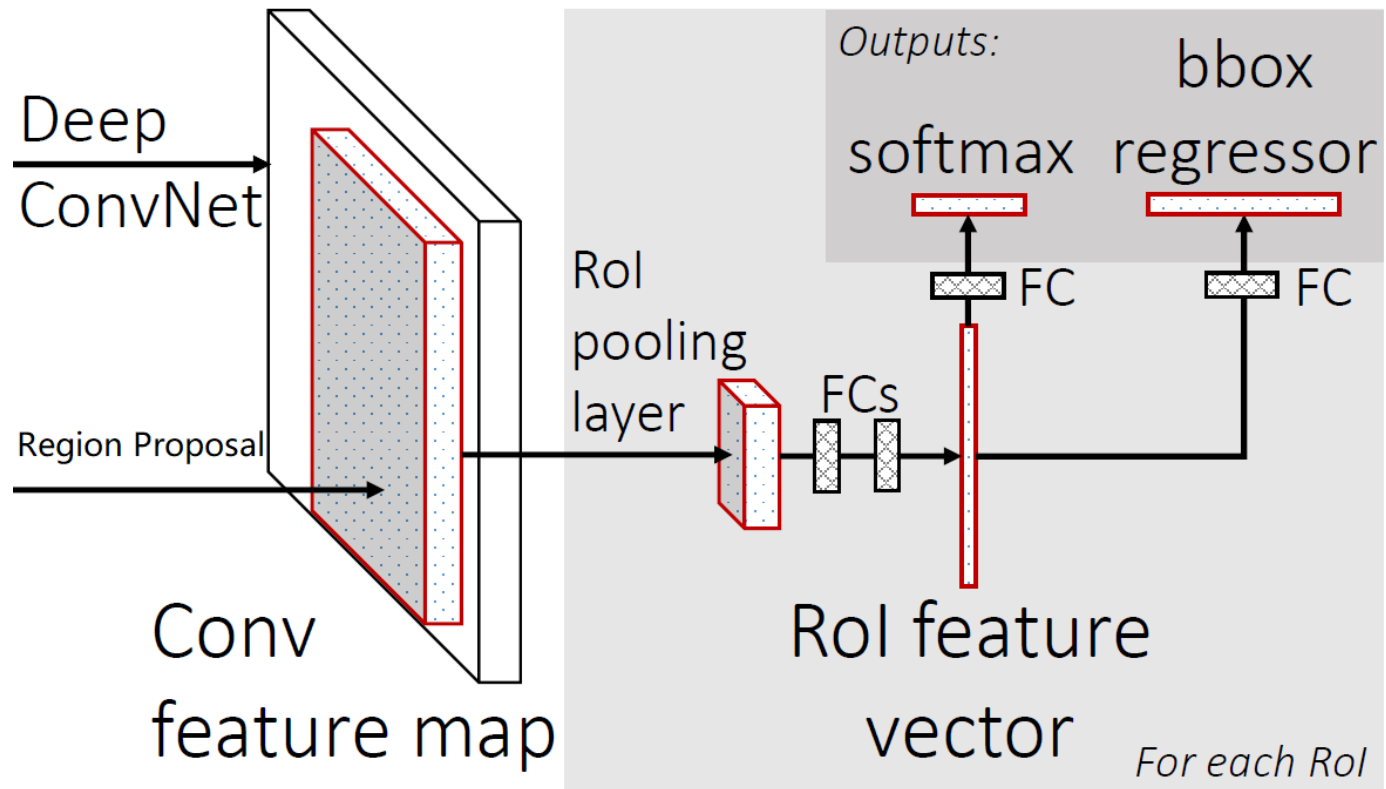 Deep
ConvNet
Region Proposal
Conv
feature map
RoI
pooling
layer
FCs
Outputs:
softmax
bbox
regressor
FC
FC
RoI feature
vector
For each RoI